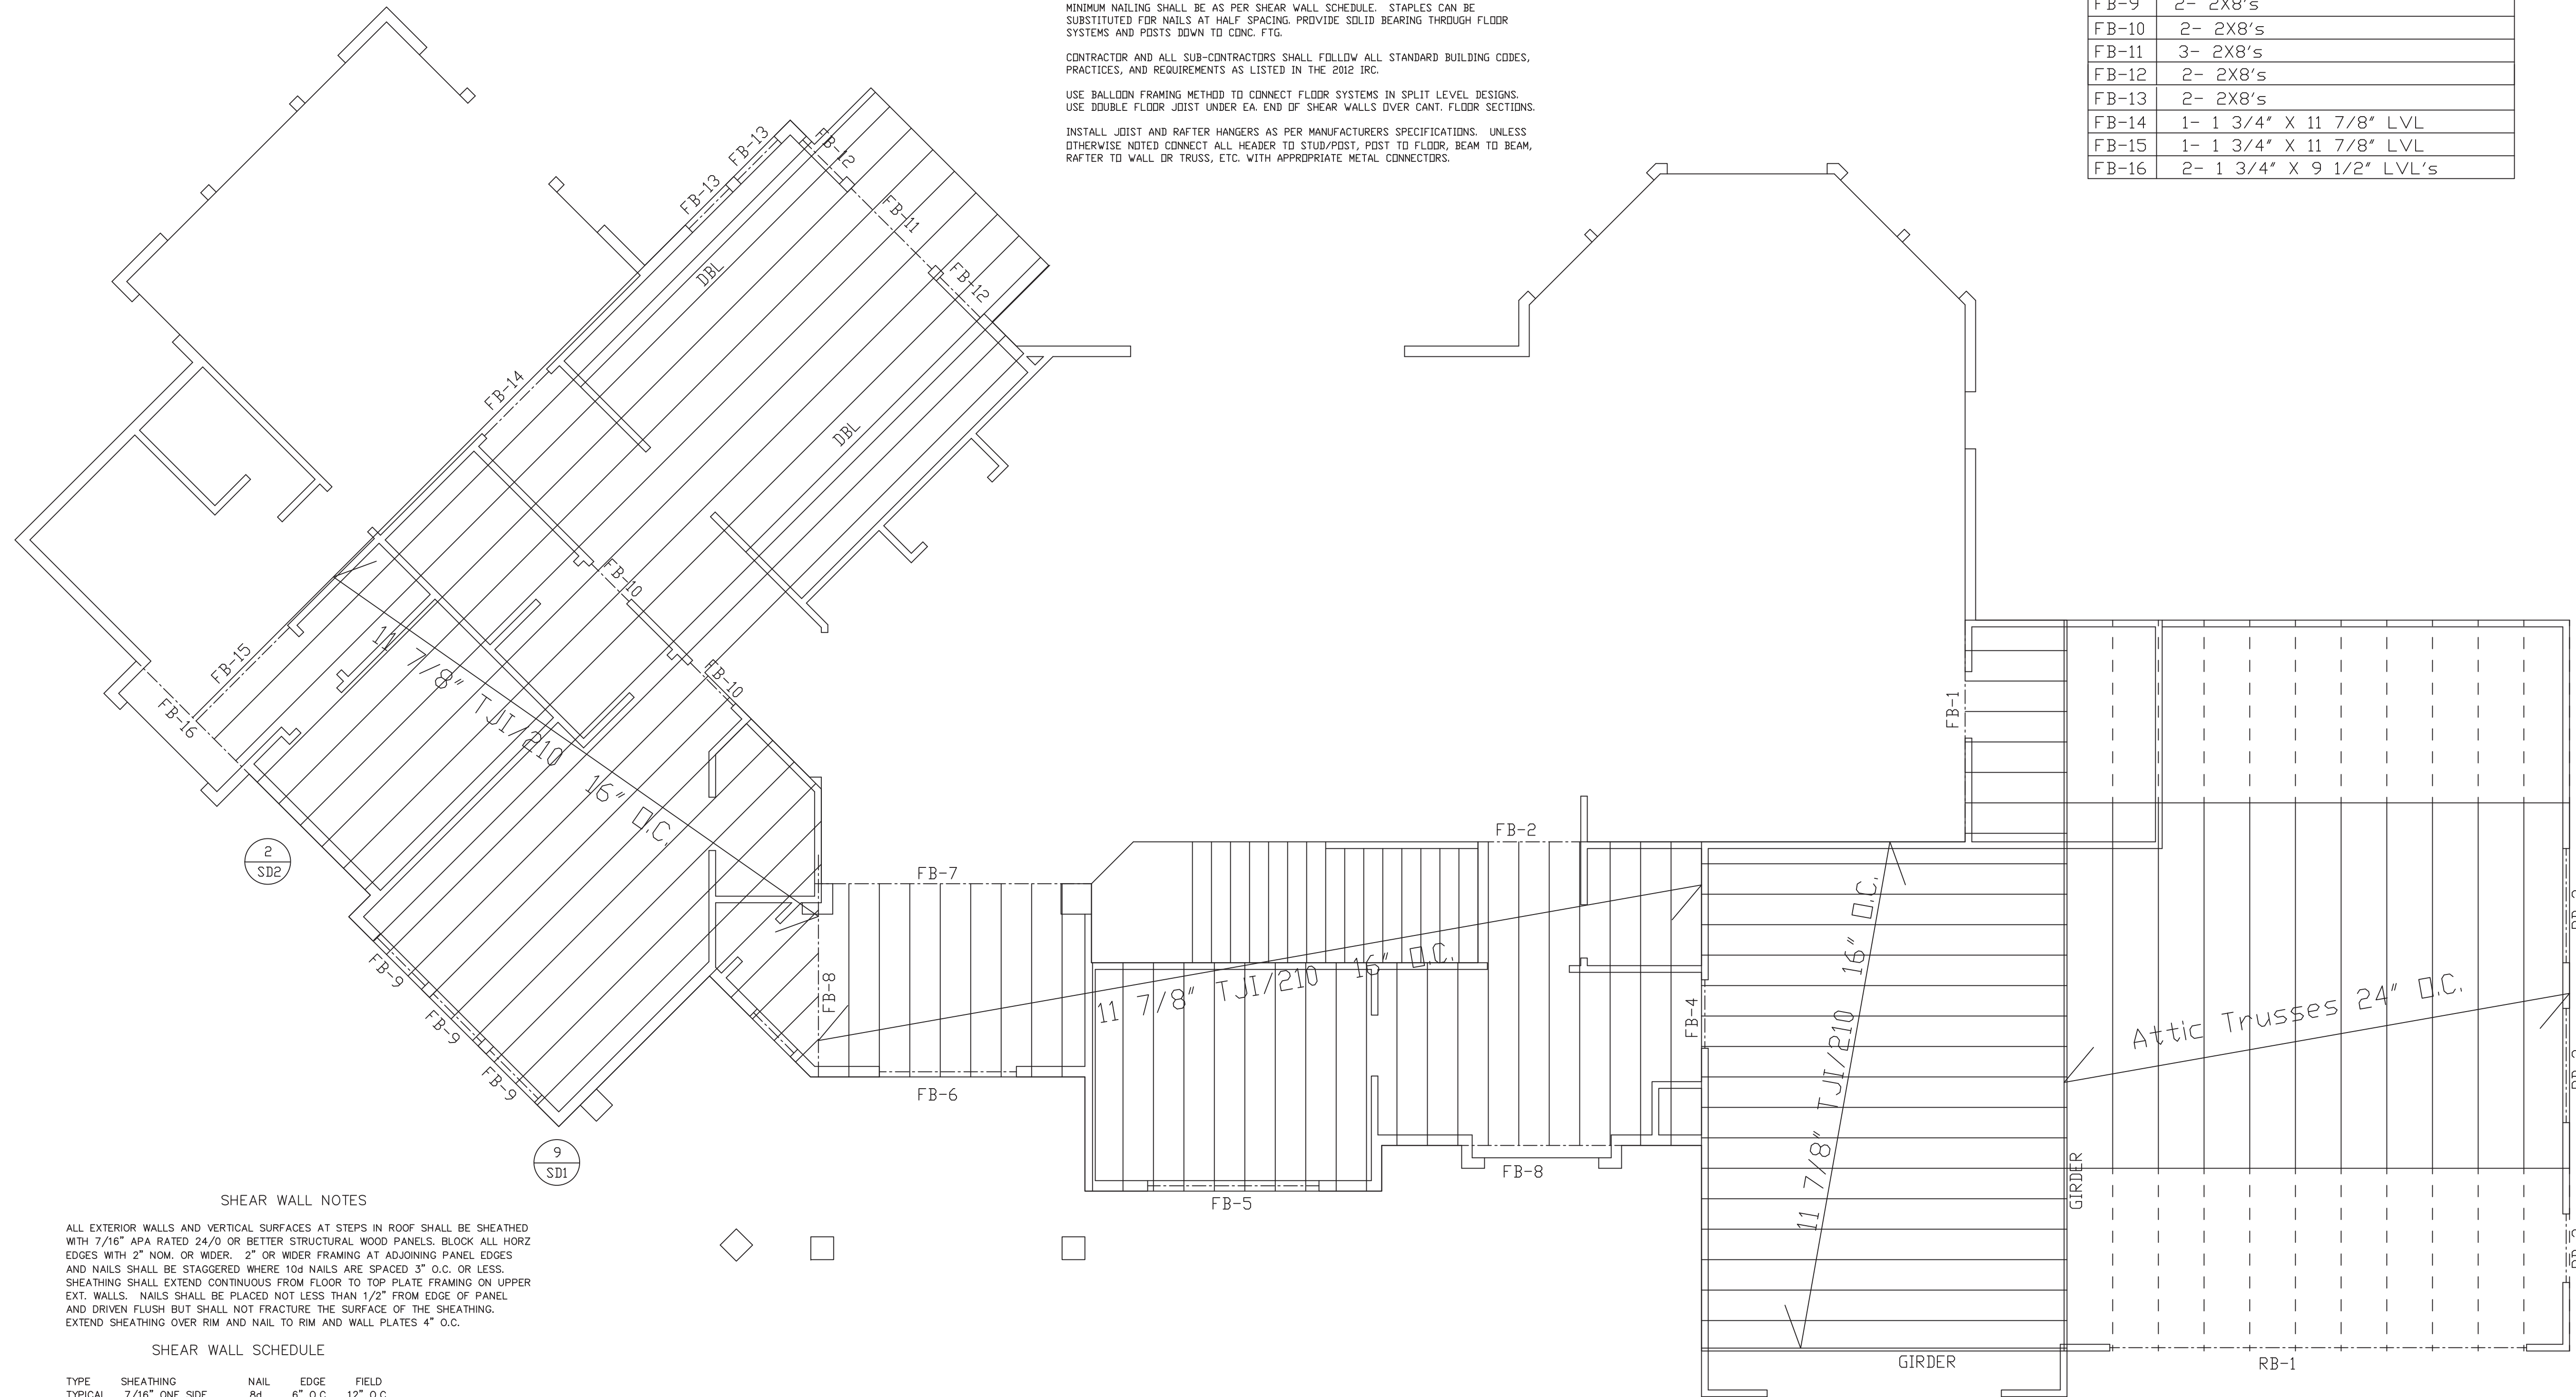 MINIMUM NAILING SHALL BE AS PER SHEAR WALL SCHEDULE. STAPLES CAN BE
SUBSTITUTED FOR NAILS AT HALF SPACING. PROVIDE SOLID BEARING THROUGH FLOOR
SYSTEMS AND POSTS DOWN TO CONC. FTG.
CONTRACTOR AND ALL SUB-CONTRACTORS SHALL FOLLOW ALL STANDARD BUILDING CODES,
PRACTICES, AND REQUIREMENTS AS LISTED IN THE 2012 IRC.
USE BALLOON FRAMING METHOD TO CONNECT FLOOR SYSTEMS IN SPLIT LEVEL DESIGNS.
USE DOUBLE FLOOR JOIST UNDER EA. END OF SHEAR WALLS OVER CANT. FLOOR SECTIONS.
INSTALL JOIST AND RAFTER HANGERS AS PER MANUFACTURERS SPECIFICATIONS. UNLESS
OTHERWISE NOTED CONNECT ALL HEADER TO STUD/POST, POST TO FLOOR, BEAM TO BEAM,
RAFTER TO WALL OR TRUSS, ETC. WITH APPROPRIATE METAL CONNECTORS.
FB-9 2- 2X8's
FB-10 2- 2X8's
FB-11 3- 2X8's
FB-12 2- 2X8's
FB-13 2- 2X8's
FB-14 1- 1 3/4" X 11 7/8" LVL
FB-15 1- 1 3/4" X 11 7/8" LVL
FB-16 2- 1 3/4" X 9 1/2" LVL's
FB-13
FB-12
FB-13
FB-11
DBL
FB-12
FB-14
DBL
FB-10
FB-15
FB-10
FB-16
11 7/8" TJI/210 16" O.C.
2
SD2
FB-1
FB-2
FB-7
FB-9
FB-9
FB-9
FB-8
FB-6
11 7/8" TJI/210 16" O.C.
FB-4
FB-5
FB-8
11 7/8" TJI/210 16" O.C.
Attic Trusses 24" O.C.
GIRDER
GIRDER
RB-1
9
SD1
SHEAR WALL NOTES
ALL EXTERIOR WALLS AND VERTICAL SURFACES AT STEPS IN ROOF SHALL BE SHEATHED
WITH 7/16" APA RATED 24/0 OR BETTER STRUCTURAL WOOD PANELS. BLOCK ALL HORZ
EDGES WITH 2" NOM. OR WIDER. 2" OR WIDER FRAMING AT ADJOINING PANEL EDGES
AND NAILS SHALL BE STAGGERED WHERE 10d NAILS ARE SPACED 3" O.C. OR LESS.
SHEATHING SHALL EXTEND CONTINUOUS FROM FLOOR TO TOP PLATE FRAMING ON UPPER
EXT. WALLS. NAILS SHALL BE PLACED NOT LESS THAN 1/2" FROM EDGE OF PANEL
AND DRIVEN FLUSH BUT SHALL NOT FRACTURE THE SURFACE OF THE SHEATHING.
EXTEND SHEATHING OVER RIM AND NAIL TO RIM AND WALL PLATES 4" O.C.
SHEAR WALL SCHEDULE
TYPE SHEATHING NAIL EDGE FIELD
TYPICAL 7/16" ONE SIDE 8d 6" O.C. 12" O.C.